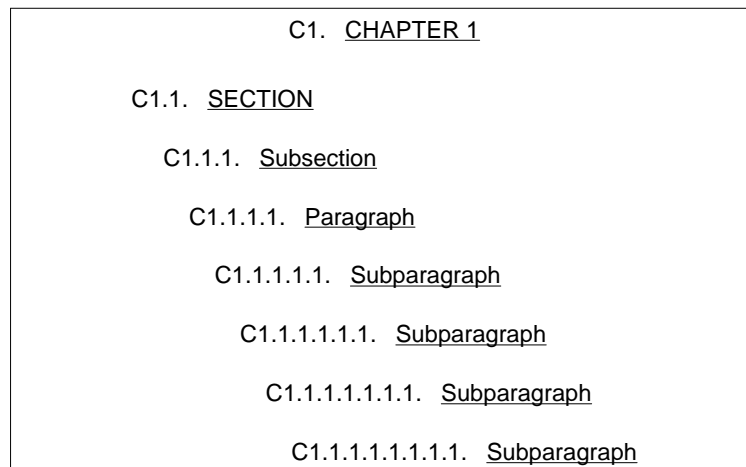 C1. CHAPTER 1
C1.1. SECTION
C1.1.1. Subsection
C1.1.1.1. Paragraph
C1.1.1.1.1. Subparagraph
C1.1.1.1.1.1. Subparagraph
C1.1.1.1.1.1.1. Subparagraph
C1.1.1.1.1.1.1.1. Subparagraph